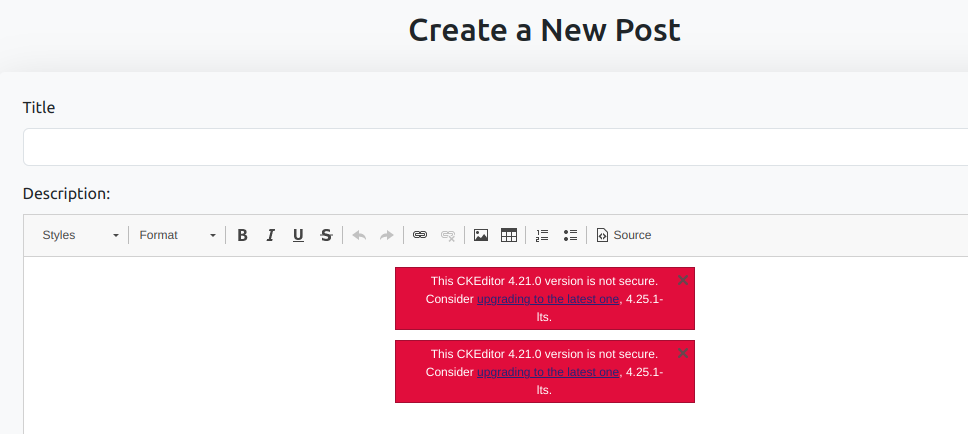 Create a New Post
Title
Description:
Styles Format B I U S Source
This CKEditor 4.21.0 version is not secure.
Consider upgrading to the latest one, 4.25.1-
lts.
This CKEditor 4.21.0 version is not secure.
Consider upgrading to the latest one, 4.25.1-
lts.